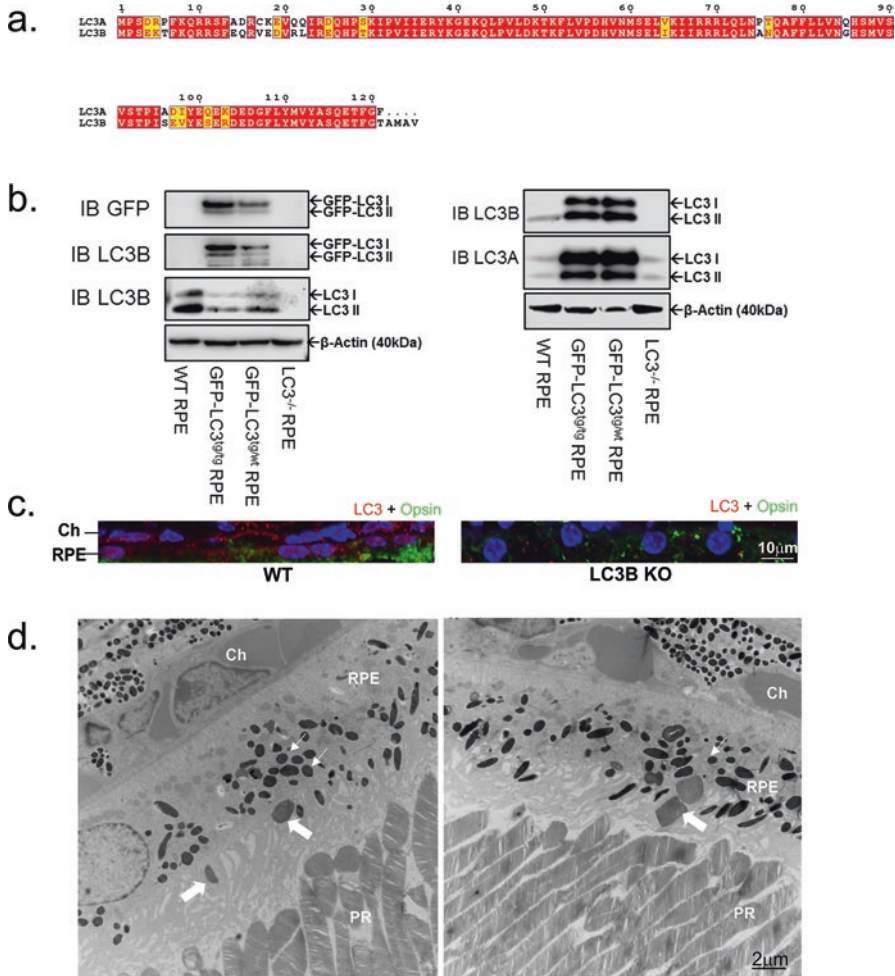 a.
1 10 20 30 40 50 60 70 80 90
LC3A MPSDRPFKQRRSFADRCKEVQQIRDQHPSKIPVIIERYKGEKQLPVLDKTKFLVPDHVNMSELVKIIRRRLQLNPTQAFFLLVNQHSMVS
LC3B MPSEKTFKQRRSFEQRVEDVRLIREQHPTKIPVIIERYKGEKQLPVLDKTKFLVPDHVNMSELIKIIRRRLQLNANQAFFLLVNGHSMVS
100 110 120
LC3A VSTPIADIYEQEKDEDGFLYMVYASQETFGF....
LC3B VSTPISEVYESERDEDGFLYMVYASQETFGTAMAV
b.
IB GFP
GFP-LC3 I
GFP-LC3 II
IB LC3B
GFP-LC3 I
GFP-LC3 II
IB LC3B
LC3 I
LC3 II
β-Actin (40kDa)
WT RPE
GFP-LC3tg/tg RPE
GFP-LC3tg/wt RPE
LC3-/- RPE
IB LC3B
LC3 I
LC3 II
IB LC3A
LC3 I
LC3 II
β-Actin (40kDa)
WT RPE
GFP-LC3tg/tg RPE
GFP-LC3tg/wt RPE
LC3-/- RPE
c.
LC3 + Opsin
Ch
RPE
WT
LC3 + Opsin
10μm
LC3B KO
d.
Ch
RPE
PR
Ch
RPE
PR
2μm